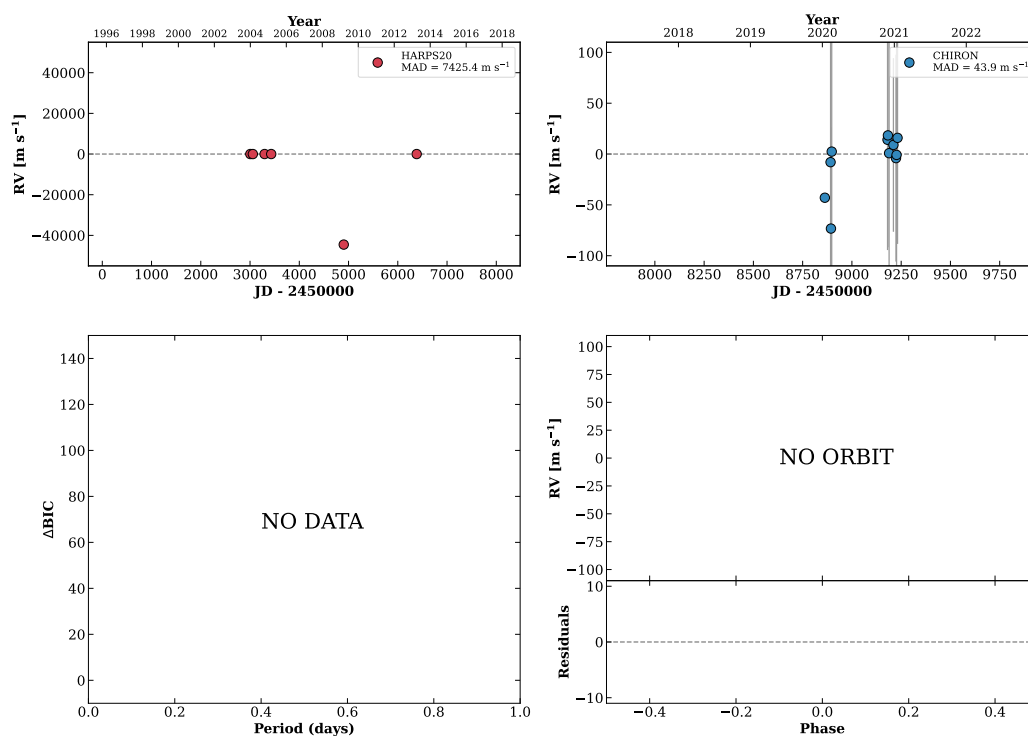 Year
1996 1998 2000 2002 2004 2006 2008 2010 2012 2014 2016 2018
HARPS20
MAD = 7425.4 m s⁻¹
RV [m s⁻¹]
40000
20000
0
−20000
−40000
0 1000 2000 3000 4000 5000 6000 7000 8000
JD - 2450000
Year
2018 2019 2020 2021 2022
CHIRON
MAD = 43.9 m s⁻¹
RV [m s⁻¹]
100
50
0
−50
−100
8000 8250 8500 8750 9000 9250 9500 9750
JD - 2450000
ΔBIC
140
120
100
80
60
40
20
0
NO DATA
0.0 0.2 0.4 0.6 0.8 1.0
Period (days)
RV [m s⁻¹]
100
75
50
25
0
−25
−50
−75
−100
NO ORBIT
Residuals
10
0
−10
−0.4 −0.2 0.0 0.2 0.4
Phase